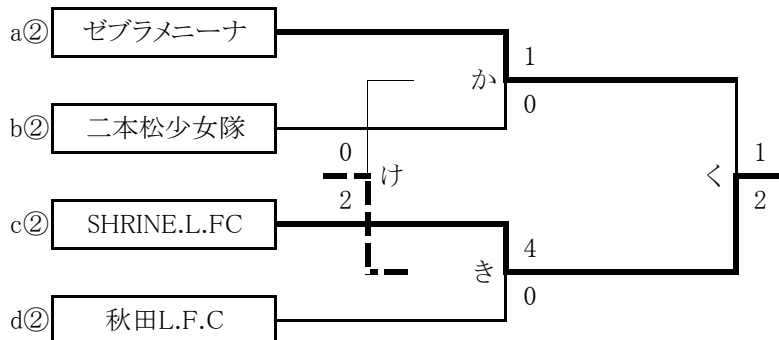 a② ゼブラメニーナ
1
か
0
b② 二本松少女隊
0
け
2
1
く
2
c② SHRINE.L.FC
4
き
0
d② 秋田L.F.C